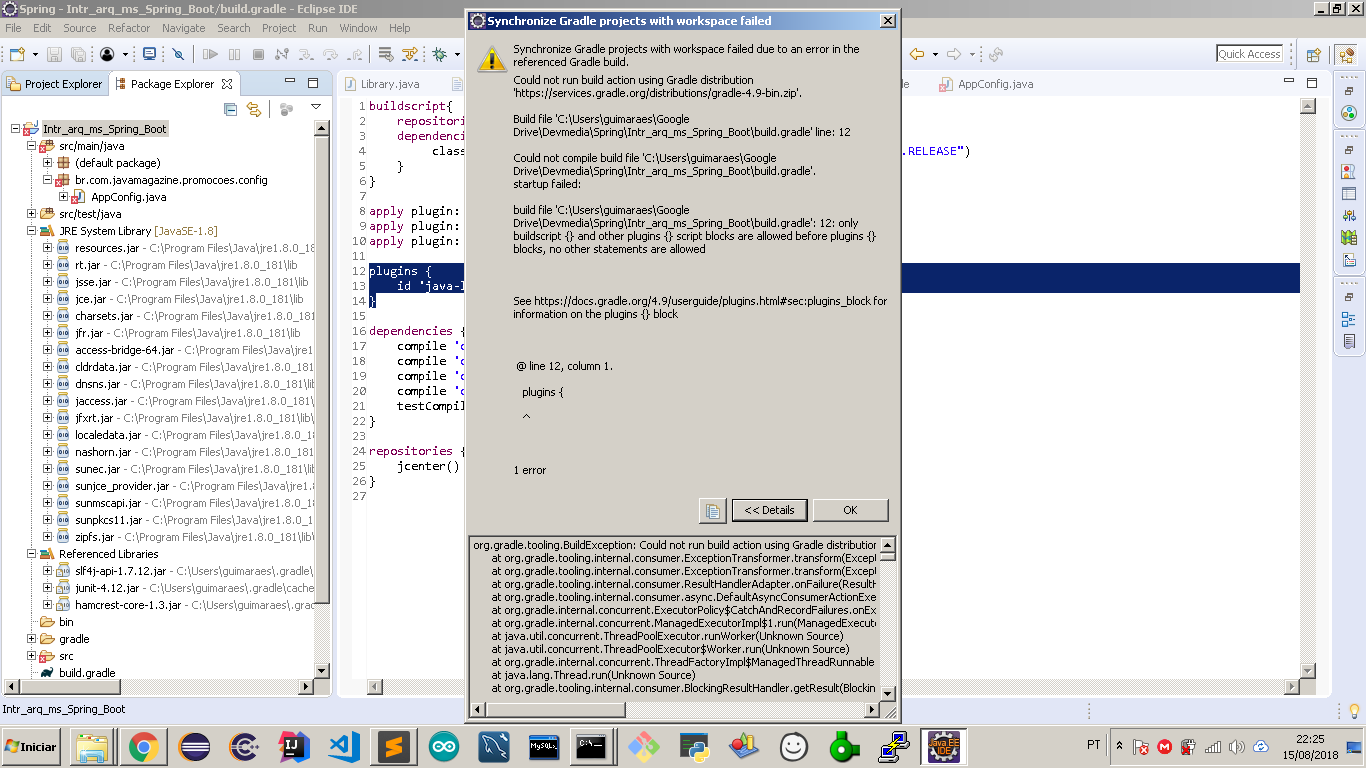 Spring - Intr_arq_ms_Spring_Boot/build.gradle - Eclipse IDE
File Edit Source Refactor Navigate Search Project Run Window Help
Quick Access
Project Explorer
Package Explorer
Intr_arq_ms_Spring_Boot
src/main/java
(default package)
br.com.javamagazine.promocoes.config
AppConfig.java
src/test/java
JRE System Library [JavaSE-1.8]
resources.jar - C:\Program Files\Java\jre1.8.0_18
rt.jar - C:\Program Files\Java\jre1.8.0_181\lib
jsse.jar - C:\Program Files\Java\jre1.8.0_181\lib
jce.jar - C:\Program Files\Java\jre1.8.0_181\lib
charsets.jar - C:\Program Files\Java\jre1.8.0_181
jfr.jar - C:\Program Files\Java\jre1.8.0_181\lib
access-bridge-64.jar - C:\Program Files\Java\jre1
cldrdata.jar - C:\Program Files\Java\jre1.8.0_181
dnsns.jar - C:\Program Files\Java\jre1.8.0_181\li
jaccess.jar - C:\Program Files\Java\jre1.8.0_181\l
jfxrt.jar - C:\Program Files\Java\jre1.8.0_181\lib\
localedata.jar - C:\Program Files\Java\jre1.8.0_18
nashorn.jar - C:\Program Files\Java\jre1.8.0_181\
sunec.jar - C:\Program Files\Java\jre1.8.0_181\lib
sunjce_provider.jar - C:\Program Files\Java\jre1.8
sunmscapi.jar - C:\Program Files\Java\jre1.8.0_18
sunpkcs11.jar - C:\Program Files\Java\jre1.8.0_18
zipfs.jar - C:\Program Files\Java\jre1.8.0_181\lib
Referenced Libraries
slf4j-api-1.7.12.jar - C:\Users\guimaraes\.gradle\
junit-4.12.jar - C:\Users\guimaraes\.gradle\cache
hamcrest-core-1.3.jar - C:\Users\guimaraes\.grad
bin
gradle
src
build.gradle
Library.java
AppConfig.java
1 buildscript{
2 repositori
3 dependenci
4 class .RELEASE")
5 }
6 }
7
8 apply plugin:
9 apply plugin:
10 apply plugin:
11
12 plugins {
13 id 'java-l
14 }
15
16 dependencies {
17 compile 'o
18 compile 'o
19 compile 'o
20 compile 'o
21 testCompil
22 }
23
24 repositories {
25 jcenter()
26 }
27
Synchronize Gradle projects with workspace failed
Synchronize Gradle projects with workspace failed due to an error in the
referenced Gradle build.
Could not run build action using Gradle distribution
'https://services.gradle.org/distributions/gradle-4.9-bin.zip'.
Build file 'C:\Users\guimaraes\Google
Drive\Devmedia\Spring\Intr_arq_ms_Spring_Boot\build.gradle' line: 12
Could not compile build file 'C:\Users\guimaraes\Google
Drive\Devmedia\Spring\Intr_arq_ms_Spring_Boot\build.gradle'.
startup failed:
build file 'C:\Users\guimaraes\Google
Drive\Devmedia\Spring\Intr_arq_ms_Spring_Boot\build.gradle': 12: only
buildscript {} and other plugins {} script blocks are allowed before plugins {}
blocks, no other statements are allowed
See https://docs.gradle.org/4.9/userguide/plugins.html#sec:plugins_block for
information on the plugins {} block
@ line 12, column 1.
plugins {
^
1 error
<< Details
OK
org.gradle.tooling.BuildException: Could not run build action using Gradle distribution
at org.gradle.tooling.internal.consumer.ExceptionTransformer.transform(Excep
at org.gradle.tooling.internal.consumer.ExceptionTransformer.transform(Excep
at org.gradle.tooling.internal.consumer.ResultHandlerAdapter.onFailure(ResultH
at org.gradle.tooling.internal.consumer.async.DefaultAsyncConsumerActionExe
at org.gradle.internal.concurrent.ExecutorPolicy$CatchAndRecordFailures.onEx
at org.gradle.internal.concurrent.ManagedExecutorImpl$1.run(ManagedExecuto
at java.util.concurrent.ThreadPoolExecutor.runWorker(Unknown Source)
at java.util.concurrent.ThreadPoolExecutor$Worker.run(Unknown Source)
at org.gradle.internal.concurrent.ThreadFactoryImpl$ManagedThreadRunnable
at java.lang.Thread.run(Unknown Source)
at org.gradle.tooling.internal.consumer.BlockingResultHandler.getResult(Blockin
Intr_arq_ms_Spring_Boot
Iniciar
MySQL
C:\
IJ
Java EE
IDE
PT
22:25
15/08/2018